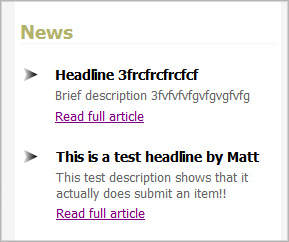 News
Headline 3frcfrcfrcfcf
Brief description 3fvfvfvfgvfgvgfvfg
Read full article
This is a test headline by Matt
This test description shows that it
actually does submit an item!!
Read full article